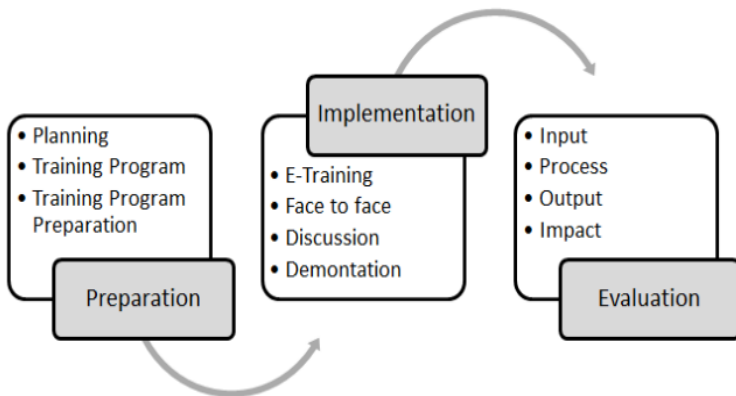 • Planning
• Training Program
• Training Program
Preparation
Preparation
Implementation
• E-Training
• Face to face
• Discussion
• Demontation
• Input
• Process
• Output
• Impact
Evaluation